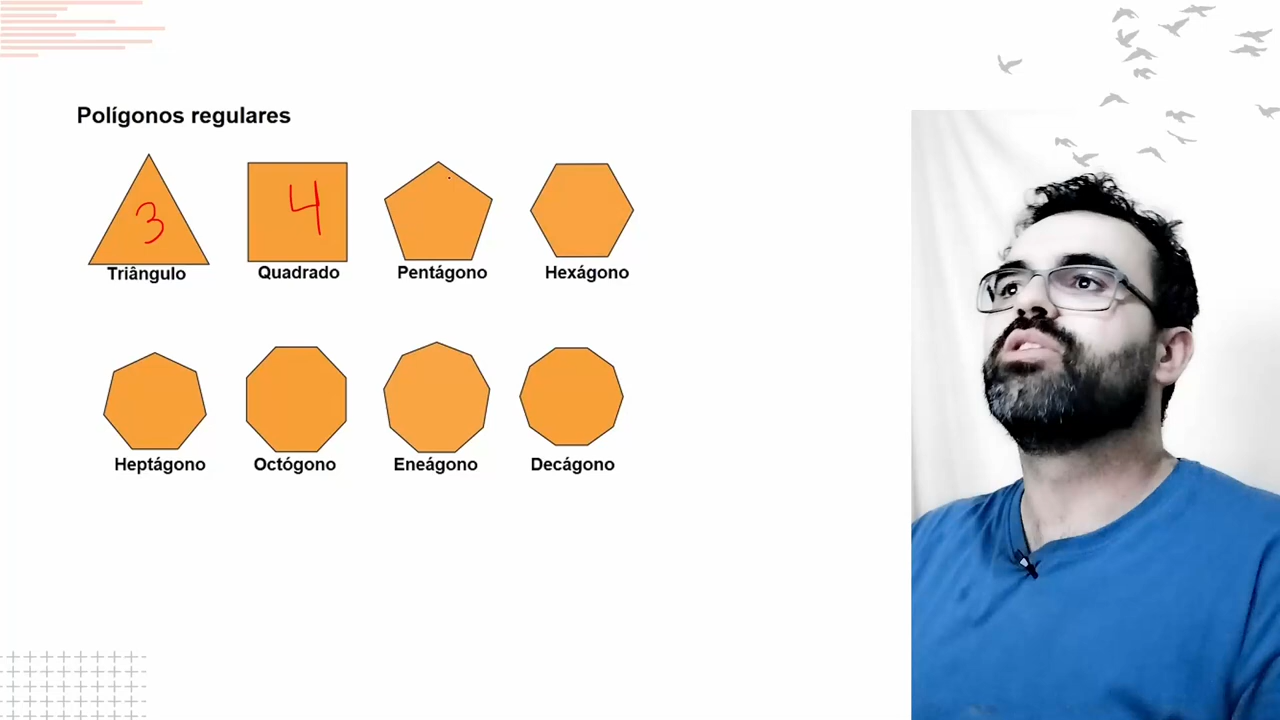 Polígonos regulares
3 4
Triângulo Quadrado Pentágono Hexágono
Heptágono Octógono Eneágono Decágono